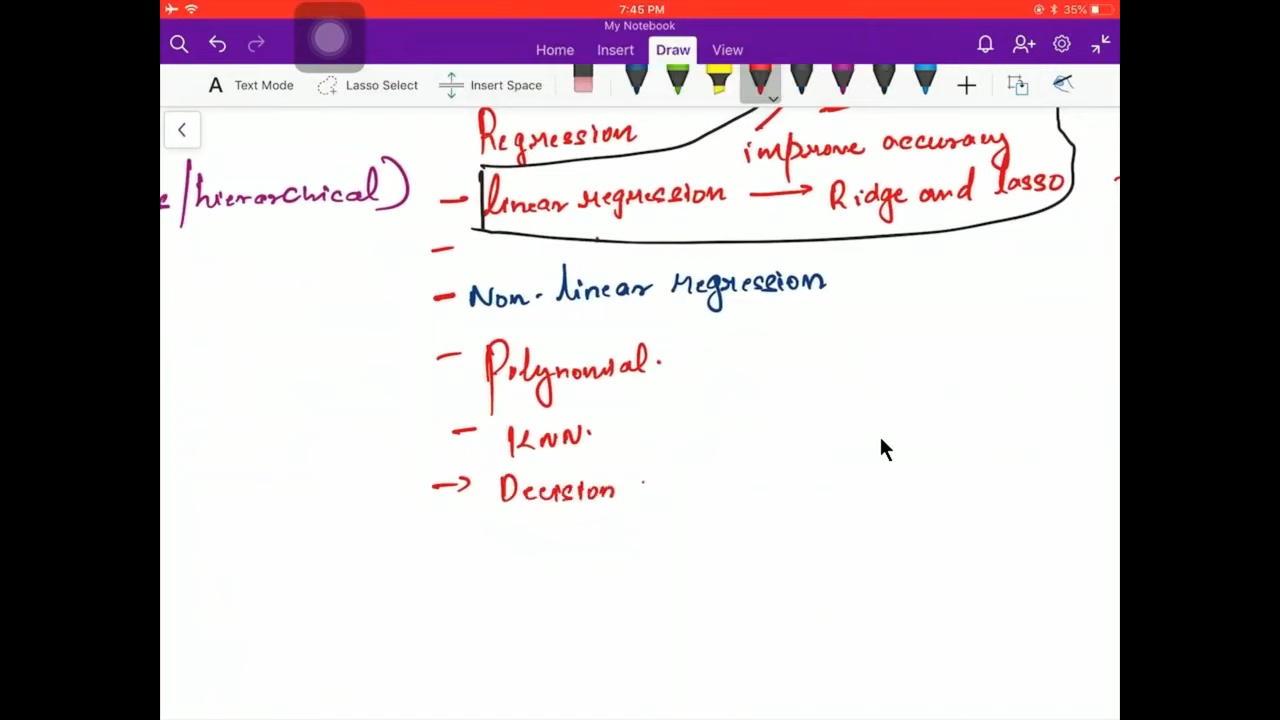 7:45 PM
35%
My Notebook
Home Insert Draw View
Text Mode Lasso Select Insert Space
Regression
improve accuracy
/hierarchical)
- linear regression → Ridge and lasso
-
- Non-linear regression
- Polynomial.
- KNN.
→ Decision